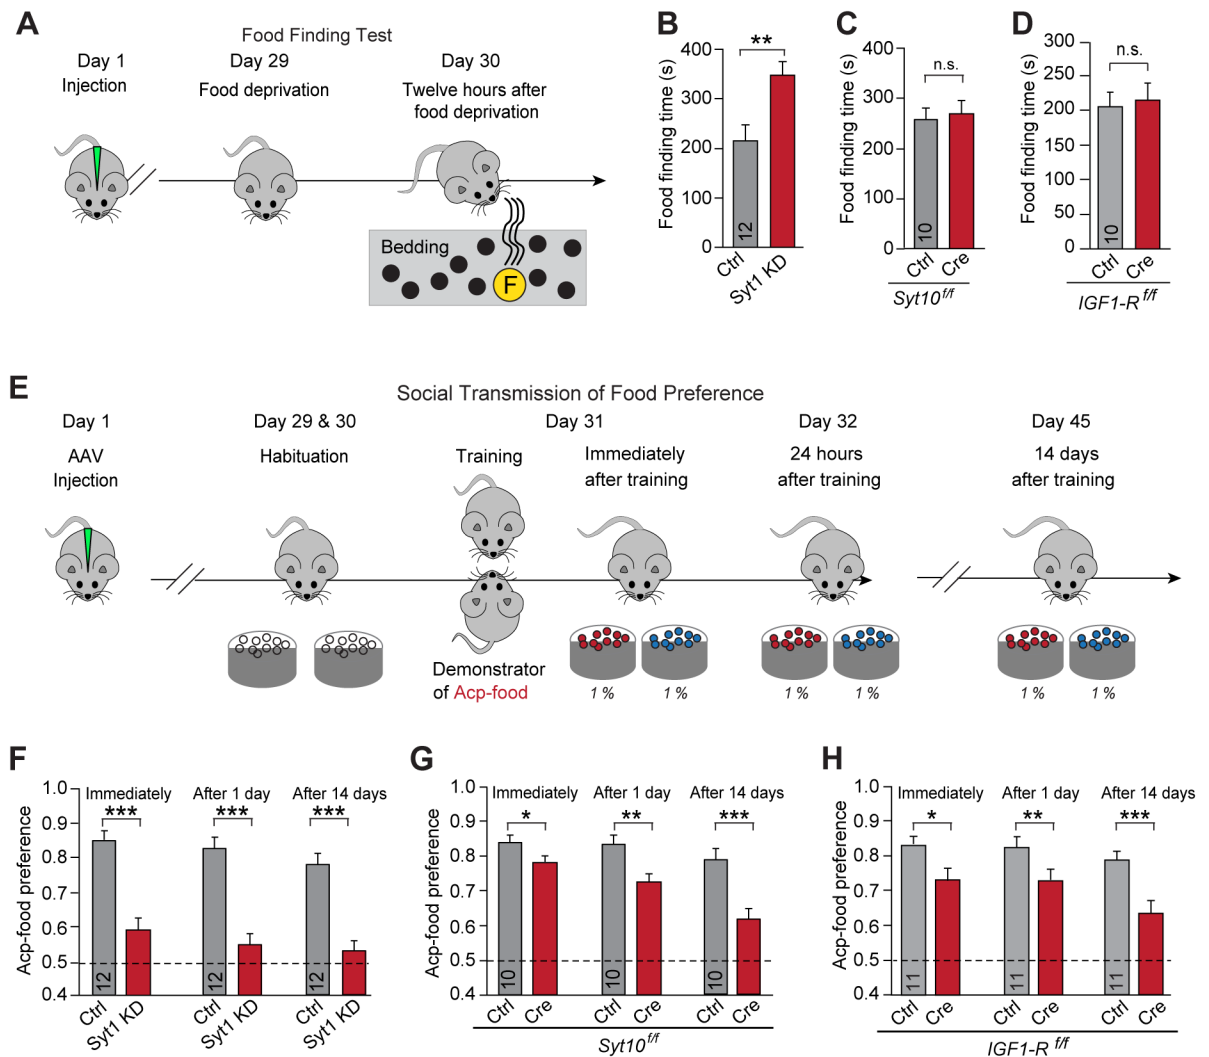 A
Food Finding Test
Day 1
Injection
Day 29
Food deprivation
Day 30
Twelve hours after
food deprivation
Bedding
F
B
Food finding time (s)
400
300
200
100
0
**
12
Ctrl
Syt1 KD
C
Food finding time (s)
400
300
200
100
0
n.s.
10
Ctrl
Cre
Syt10 f/f
D
Food finding time (s)
300
250
200
150
100
50
0
n.s.
10
Ctrl
Cre
IGF1-R f/f
E
Social Transmission of Food Preference
Day 1
Day 29 & 30
Day 31
Day 32
Day 45
AAV
Injection
Habituation
Training
Immediately
after training
24 hours
after training
14 days
after training
Demonstrator
of Acp-food
1 %
1 %
1 %
1 %
1 %
1 %
F
Acp-food preference
1.0
0.9
0.8
0.7
0.6
0.5
0.4
Immediately
After 1 day
After 14 days
***
***
***
12
12
12
Ctrl
Syt1 KD
Ctrl
Syt1 KD
Ctrl
Syt1 KD
G
Acp-food preference
1.0
0.9
0.8
0.7
0.6
0.5
0.4
Immediately
After 1 day
After 14 days
*
**
***
10
10
10
Ctrl
Cre
Ctrl
Cre
Ctrl
Cre
Syt10 f/f
H
Acp-food preference
1.0
0.9
0.8
0.7
0.6
0.5
0.4
Immediately
After 1 day
After 14 days
*
**
***
11
11
11
Ctrl
Cre
Ctrl
Cre
Ctrl
Cre
IGF1-R f/f